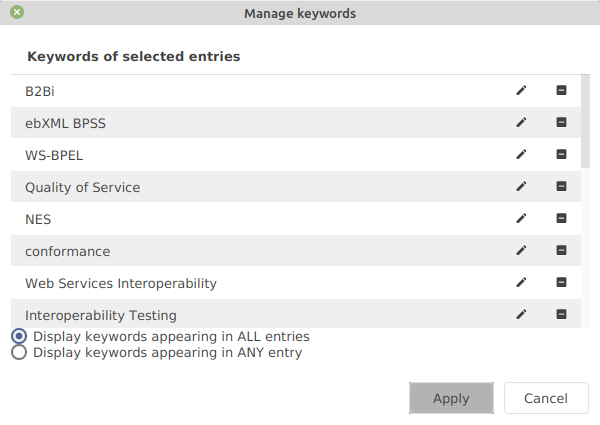 Manage keywords
Keywords of selected entries
B2Bi
ebXML BPSS
WS-BPEL
Quality of Service
NES
conformance
Web Services Interoperability
Interoperability Testing
Display keywords appearing in ALL entries
Display keywords appearing in ANY entry
Apply Cancel